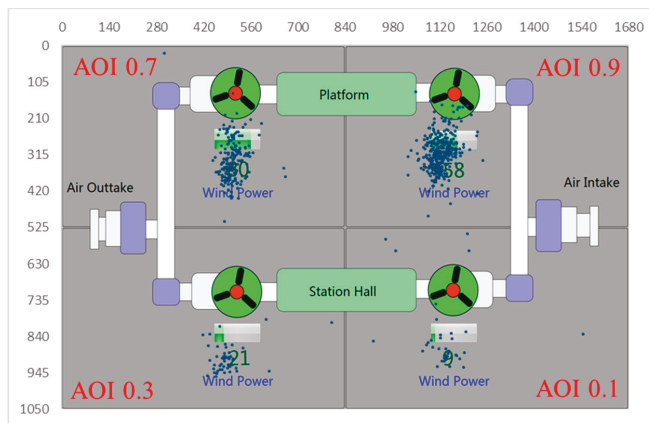 0 140 280 420 560 700 840 980 1120 1260 1400 1540 1680
0
105
210
315
420
525
630
735
840
945
1050
AOI 0.7
AOI 0.9
Platform
58
Wind Power
Wind Power
Air Outtake
Air Intake
Station Hall
21
9
Wind Power
Wind Power
AOI 0.3
AOI 0.1